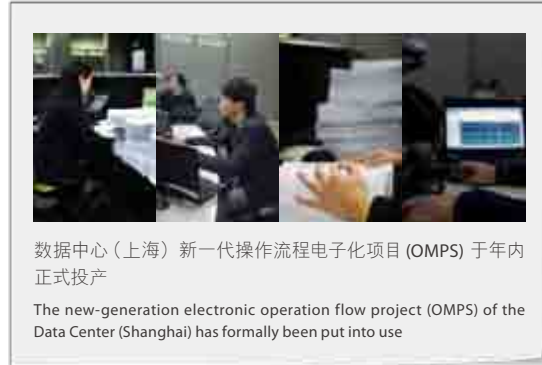 数据中心（上海）新一代操作流程电子化项目 (OMPS) 于年内
正式投产
The new-generation electronic operation flow project (OMPS) of the
Data Center (Shanghai) has formally been put into use